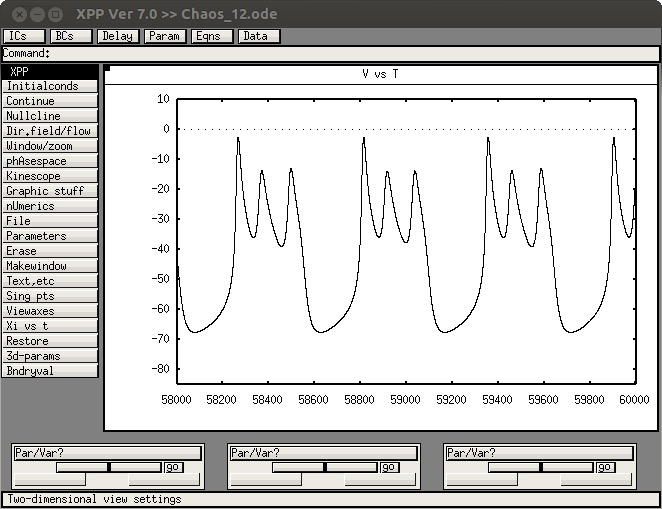 XPP Ver 7.0 >> Chaos_12.ode
ICs BCs Delay Param Eqns Data
Command:
XPP
Initialconds
Continue
Nullcline
Dir.field/flow
Window/zoom
phAsespace
Kinescope
Graphic stuff
nUmerics
File
Parameters
Erase
Makewindow
Text,etc
Sing pts
Viewaxes
Xi vs t
Restore
3d-params
Bndryval
V vs T
10
0
-10
-20
-30
-40
-50
-60
-70
-80
58000 58200 58400 58600 58800 59000 59200 59400 59600 59800 60000
Par/Var? Par/Var? Par/Var?
go go go
Two-dimensional view settings